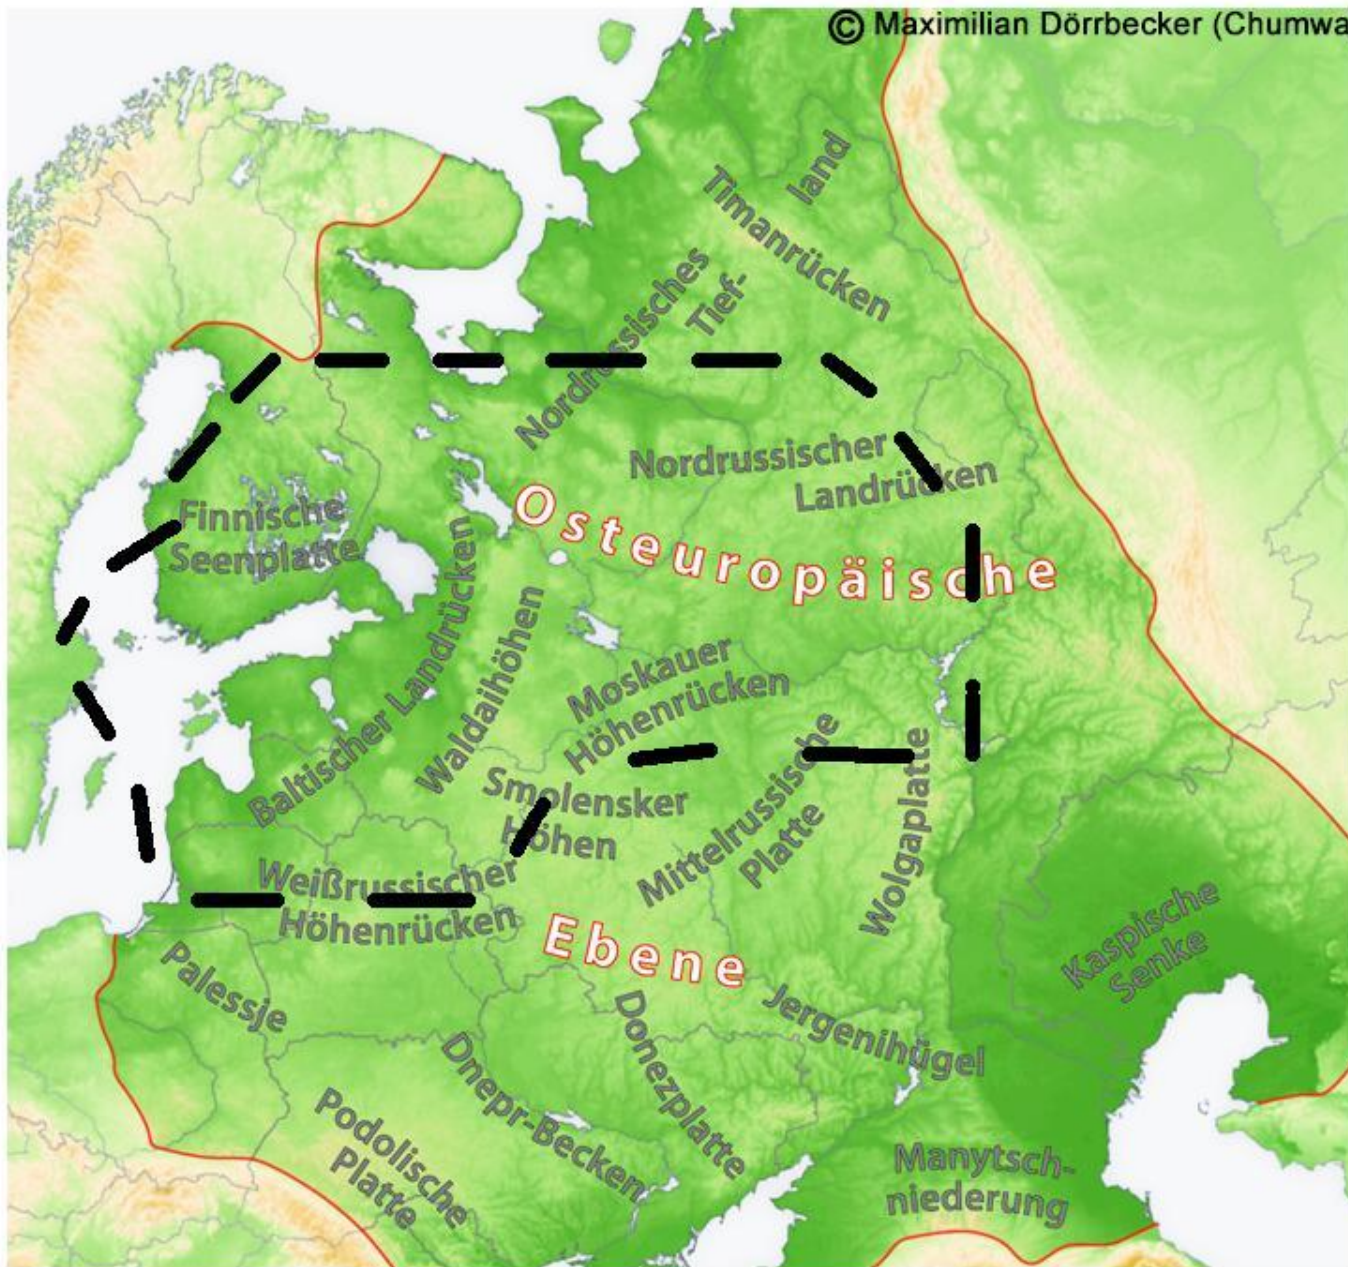 © Maximilian Dörrbecker (Chumwa
land
Timanrücken
Nordrussisches
Tief-
Nordrussischer
Landrücken
Finnische
Seenplatte
Osteuropäische
Baltischer Landrücken
Waldaihöhen
Moskauer
Höhenrücken
Smolensker
Höhen
Mittelrussische
Platte
Wolgaplatte
Weißrussischer
Höhenrücken
Ebene
Kaspische
Senke
Palessje
Jergenihügel
Donezplatte
Dnepr-Becken
Podolische
Platte
Manytsch-
niederung